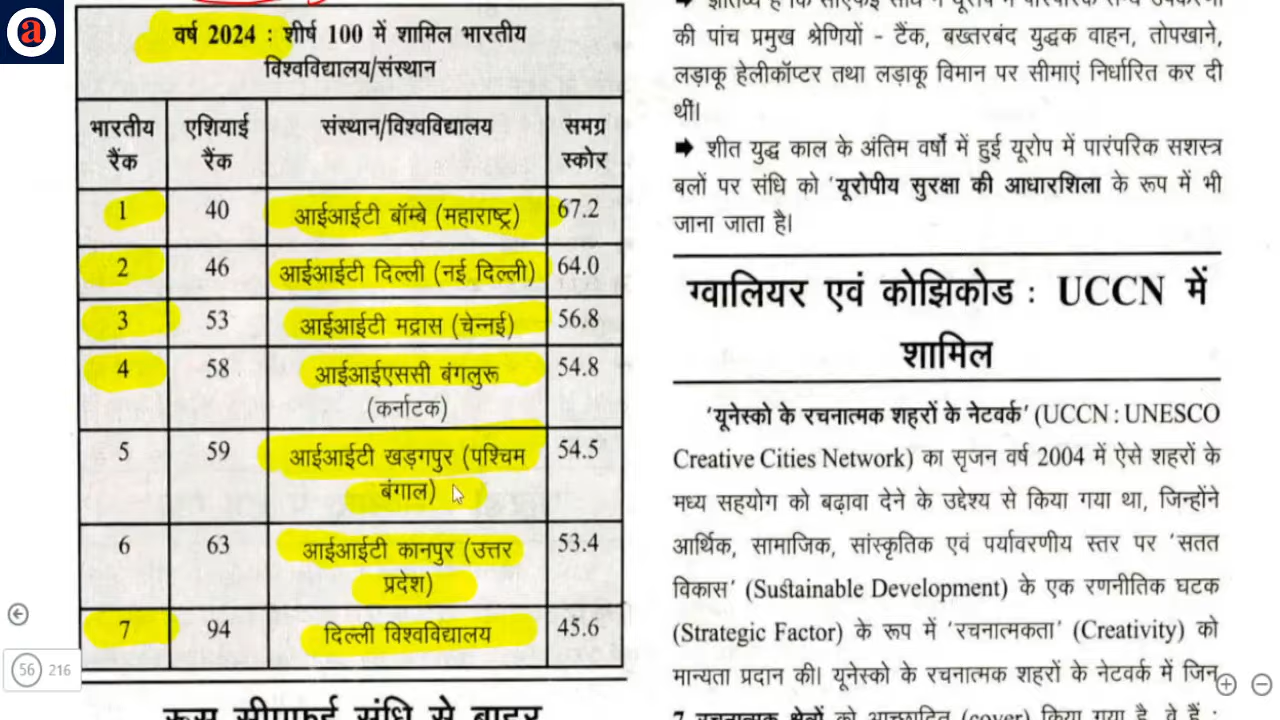 a
वर्ष 2024 : शीर्ष 100 में शामिल भारतीय
विश्वविद्यालय/संस्थान
भारतीय रैंक एशियाई रैंक संस्थान/विश्वविद्यालय समग्र स्कोर
1 40 आईआईटी बॉम्बे (महाराष्ट्र) 67.2
2 46 आईआईटी दिल्ली (नई दिल्ली) 64.0
3 53 आईआईटी मद्रास (चेन्नई) 56.8
4 58 आईआईएससी बंगलुरू 54.8
(कर्नाटक)
5 59 आईआईटी खड़गपुर (पश्चिम 54.5
बंगाल)
6 63 आईआईटी कानपुर (उत्तर 53.4
प्रदेश)
7 94 दिल्ली विश्वविद्यालय 45.6
56 216
की पांच प्रमुख श्रेणियों - टैंक, बख्तरबंद युद्धक वाहन, तोपखाने,
लड़ाकू हेलीकॉप्टर तथा लड़ाकू विमान पर सीमाएं निर्धारित कर दी
थीं।
➡ शीत युद्ध काल के अंतिम वर्षों में हुई यूरोप में पारंपरिक सशस्त्र
बलों पर संधि को 'यूरोपीय सुरक्षा की आधारशिला के रूप में भी
जाना जाता है।
ग्वालियर एवं कोझिकोड : UCCN में
शामिल
'यूनेस्को के रचनात्मक शहरों के नेटवर्क' (UCCN : UNESCO
Creative Cities Network) का सृजन वर्ष 2004 में ऐसे शहरों के
मध्य सहयोग को बढ़ावा देने के उद्देश्य से किया गया था, जिन्होंने
आर्थिक, सामाजिक, सांस्कृतिक एवं पर्यावरणीय स्तर पर 'सतत
विकास' (Sustainable Development) के एक रणनीतिक घटक
(Strategic Factor) के रूप में 'रचनात्मकता' (Creativity) को
मान्यता प्रदान की। यूनेस्को के रचनात्मक शहरों के नेटवर्क में जिन
7 रचनात्मक क्षेत्रों को आच्छादित (cover) किया गया है, वे हैं :